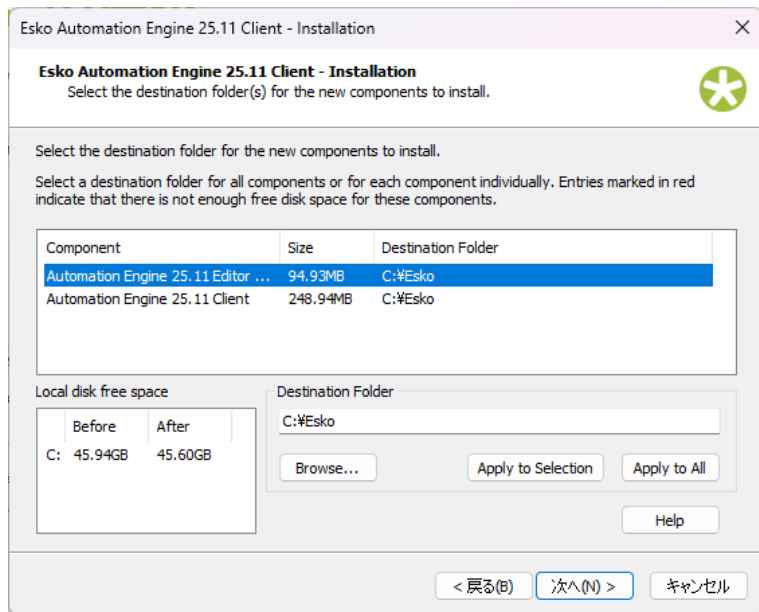 Esko Automation Engine 25.11 Client - Installation
Esko Automation Engine 25.11 Client - Installation
Select the destination folder(s) for the new components to install.
Select the destination folder for the new components to install.
Select a destination folder for all components or for each component individually. Entries marked in red
indicate that there is not enough free disk space for these components.
Component Size Destination Folder
Automation Engine 25.11 Editor ... 94.93MB C:¥Esko
Automation Engine 25.11 Client 248.94MB C:¥Esko
Local disk free space
Before After
C: 45.94GB 45.60GB
Destination Folder
C:¥Esko
Browse... Apply to Selection Apply to All
Help
< 戻る(B) 次へ(N) > キャンセル